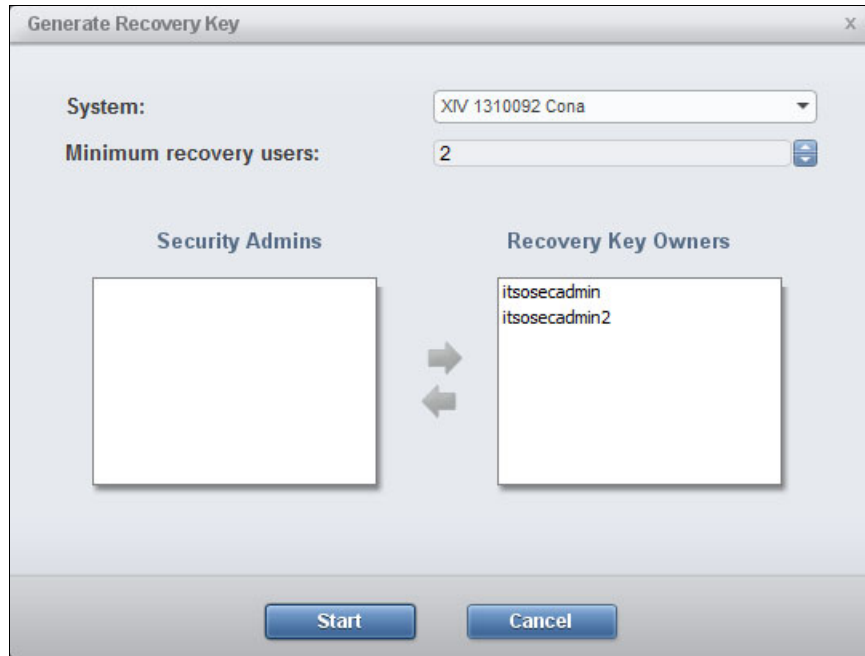 Generate Recovery Key x
System: XIV 1310092 Cona
Minimum recovery users: 2
Security Admins Recovery Key Owners
itsosecadmin
itsosecadmin2
Start Cancel